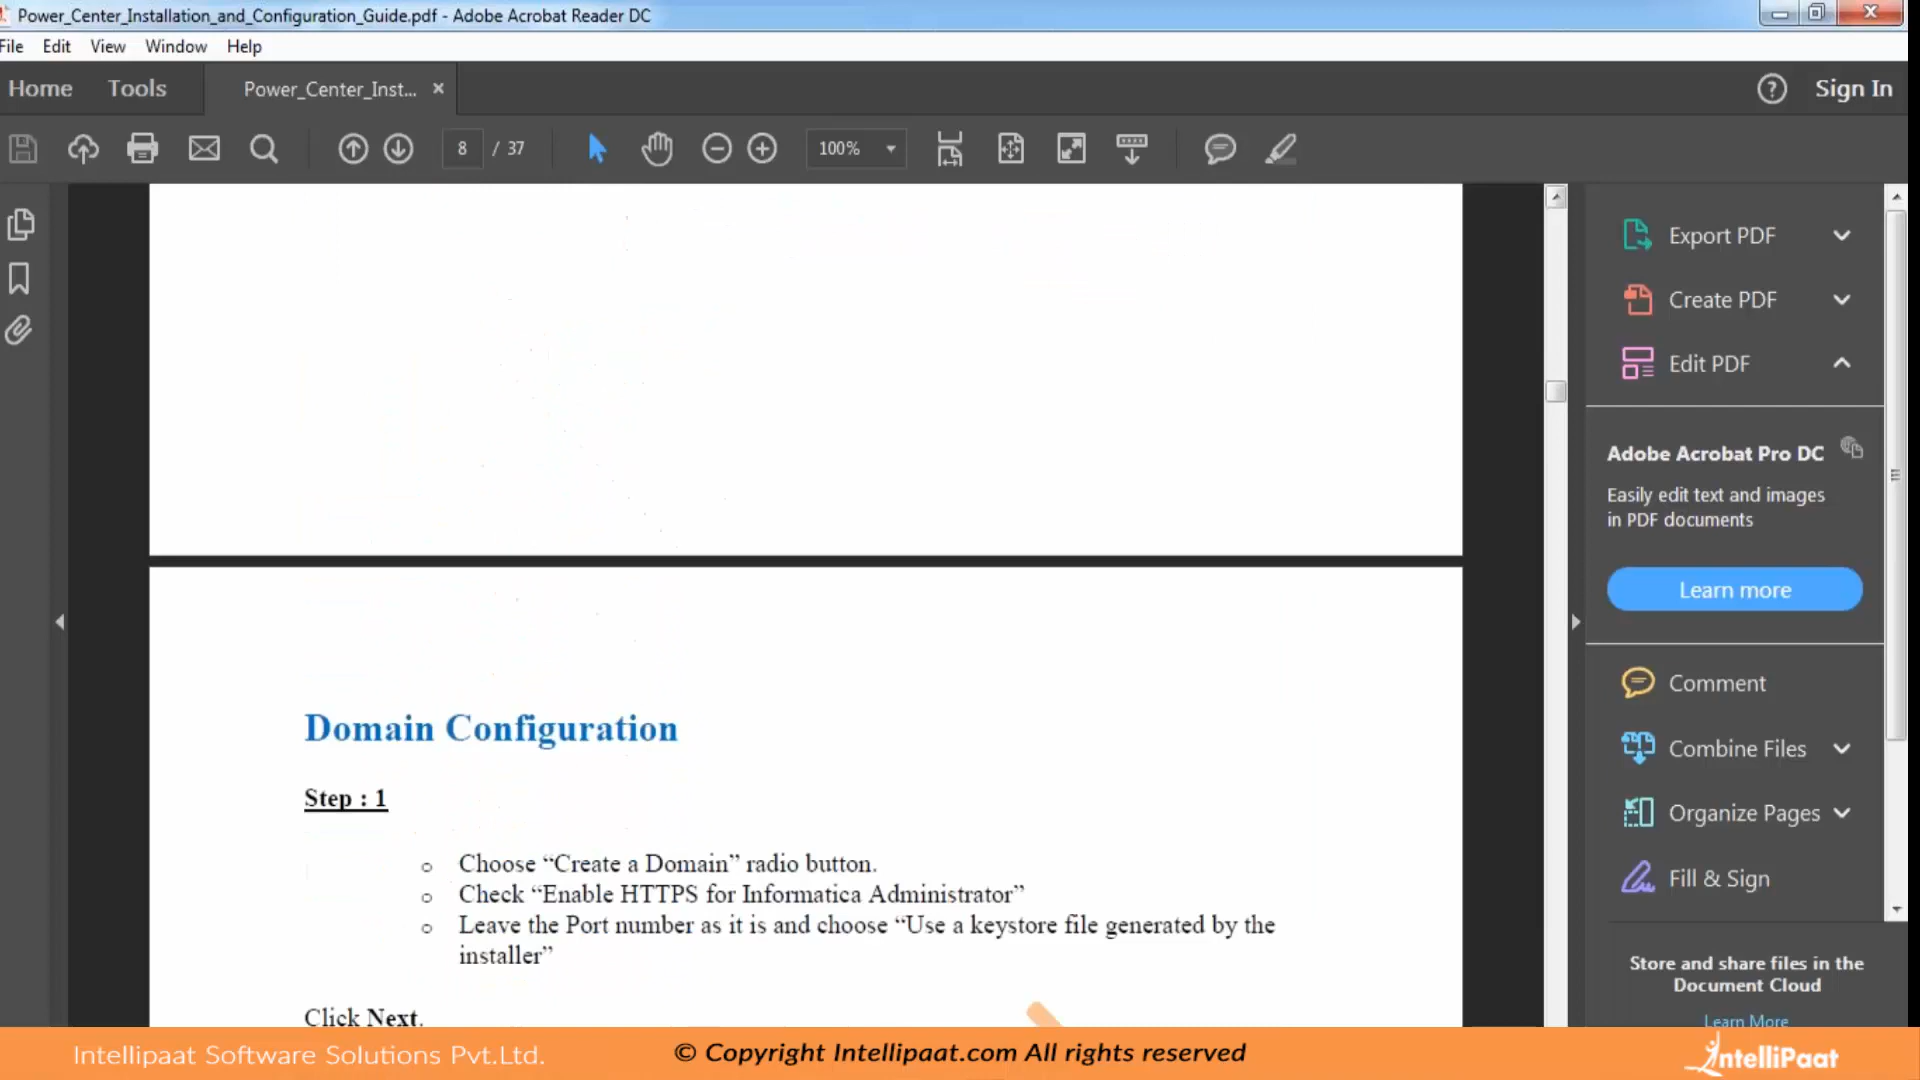 Power_Center_Installation_and_Configuration_Guide.pdf - Adobe Acrobat Reader DC
File Edit View Window Help
Home Tools Power_Center_Inst... × ? Sign In
8 / 37 100%
Export PDF
Create PDF
Edit PDF
Adobe Acrobat Pro DC
Easily edit text and images
in PDF documents
Learn more
Comment
Combine Files
Organize Pages
Fill & Sign
Store and share files in the
Document Cloud
Learn More
Domain Configuration
Step : 1
o Choose “Create a Domain” radio button.
o Check “Enable HTTPS for Informatica Administrator”
o Leave the Port number as it is and choose “Use a keystore file generated by the
installer”
Click Next.
Intellipaat Software Solutions Pvt.Ltd.
© Copyright Intellipaat.com All rights reserved
IntelliPaat